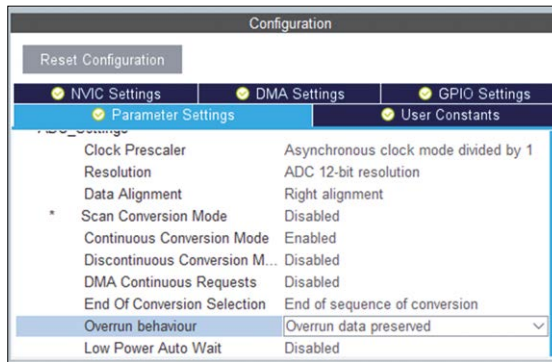 Configuration
Reset Configuration
NVIC Settings DMA Settings GPIO Settings
Parameter Settings User Constants
ADC_Settings
Clock Prescaler Asynchronous clock mode divided by 1
Resolution ADC 12-bit resolution
Data Alignment Right alignment
* Scan Conversion Mode Disabled
Continuous Conversion Mode Enabled
Discontinuous Conversion M... Disabled
DMA Continuous Requests Disabled
End Of Conversion Selection End of sequence of conversion
Overrun behaviour Overrun data preserved
Low Power Auto Wait Disabled